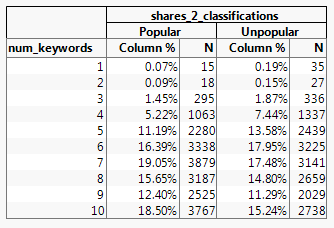 shares_2_classifications
Popular Unpopular
num_keywords Column % N Column % N
1 0.07% 15 0.19% 35
2 0.09% 18 0.15% 27
3 1.45% 295 1.87% 336
4 5.22% 1063 7.44% 1337
5 11.19% 2280 13.58% 2439
6 16.39% 3338 17.95% 3225
7 19.05% 3879 17.48% 3141
8 15.65% 3187 14.80% 2659
9 12.40% 2525 11.29% 2029
10 18.50% 3767 15.24% 2738